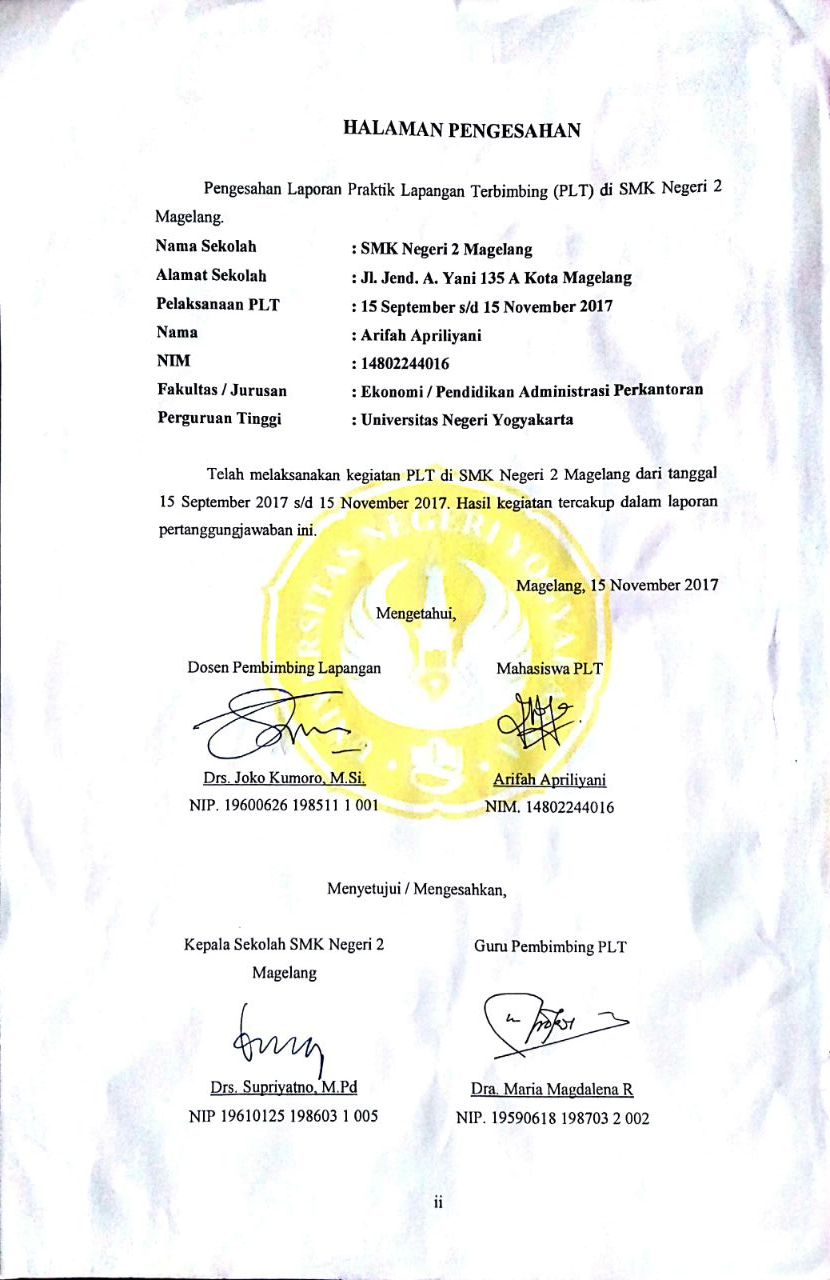 HALAMAN PENGESAHAN
Pengesahan Laporan Praktik Lapangan Terbimbing (PLT) di SMK Negeri 2
Magelang.
Nama Sekolah : SMK Negeri 2 Magelang
Alamat Sekolah : Jl. Jend. A. Yani 135 A Kota Magelang
Pelaksanaan PLT : 15 September s/d 15 November 2017
Nama : Arifah Apriliyani
NIM : 14802244016
Fakultas / Jurusan : Ekonomi / Pendidikan Administrasi Perkantoran
Perguruan Tinggi : Universitas Negeri Yogyakarta
Telah melaksanakan kegiatan PLT di SMK Negeri 2 Magelang dari tanggal
15 September 2017 s/d 15 November 2017. Hasil kegiatan tercakup dalam laporan
pertanggungjawaban ini.
UNIVERSITAS NEGERI YOGYAKARTA
Magelang, 15 November 2017
Mengetahui,
Dosen Pembimbing Lapangan Mahasiswa PLT
Drs. Joko Kumoro, M.Si. Arifah Apriliyani
NIP. 19600626 198511 1 001 NIM. 14802244016
Menyetujui / Mengesahkan,
Kepala Sekolah SMK Negeri 2 Guru Pembimbing PLT
Magelang
Drs. Supriyatno, M.Pd Dra. Maria Magdalena R
NIP 19610125 198603 1 005 NIP. 19590618 198703 2 002
ii